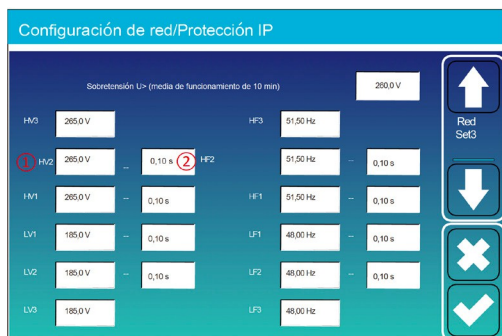 Configuración de red/Protección IP
Sobretensión U> (media de funcionamiento de 10 min) 260,0 V
HV3 265,0 V HF3 51,50 Hz
① HV2 265,0 V -- 0,10 s ② HF2 51,50 Hz -- 0,10 s
HV1 265,0 V -- 0,10 s HF1 51,50 Hz -- 0,10 s
LV1 185,0 V -- 0,10 s LF1 48,00 Hz -- 0,10 s
LV2 185,0 V -- 0,10 s LF2 48,00 Hz -- 0,10 s
LV3 185,0 V LF3 48,00 Hz
Red
Set3